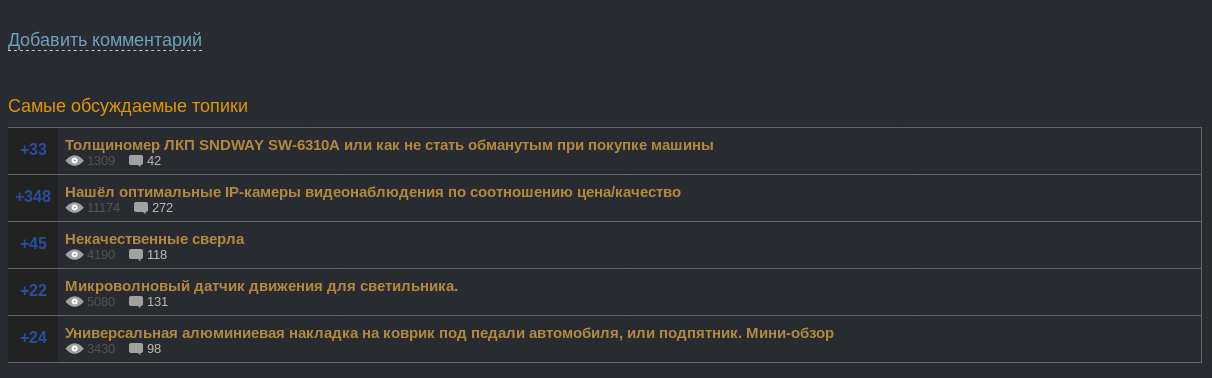 Добавить комментарий
Самые обсуждаемые топики
+33
Толщиномер ЛКП SNDWAY SW-6310A или как не стать обманутым при покупке машины
1309 42
+348
Нашёл оптимальные IP-камеры видеонаблюдения по соотношению цена/качество
11174 272
+45
Некачественные сверла
4190 118
+22
Микроволновый датчик движения для светильника.
5080 131
+24
Универсальная алюминиевая накладка на коврик под педали автомобиля, или подпятник. Мини-обзор
3430 98